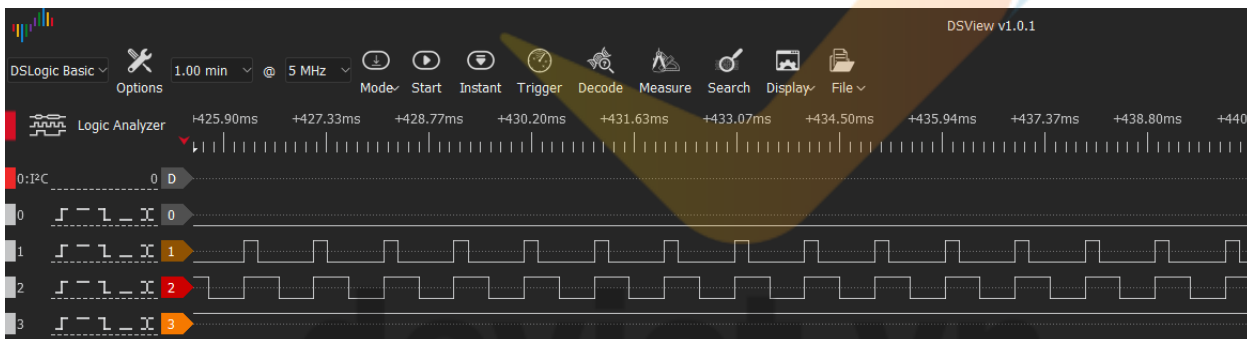 DSView v1.0.1
DSLogic Basic 1.00 min @ 5 MHz
Options Mode Start Instant Trigger Decode Measure Search Display File
Logic Analyzer +425.90ms +427.33ms +428.77ms +430.20ms +431.63ms +433.07ms +434.50ms +435.94ms +437.37ms +438.80ms +440
0:I²C 0 D
0 0
1 1
2 2
3 3